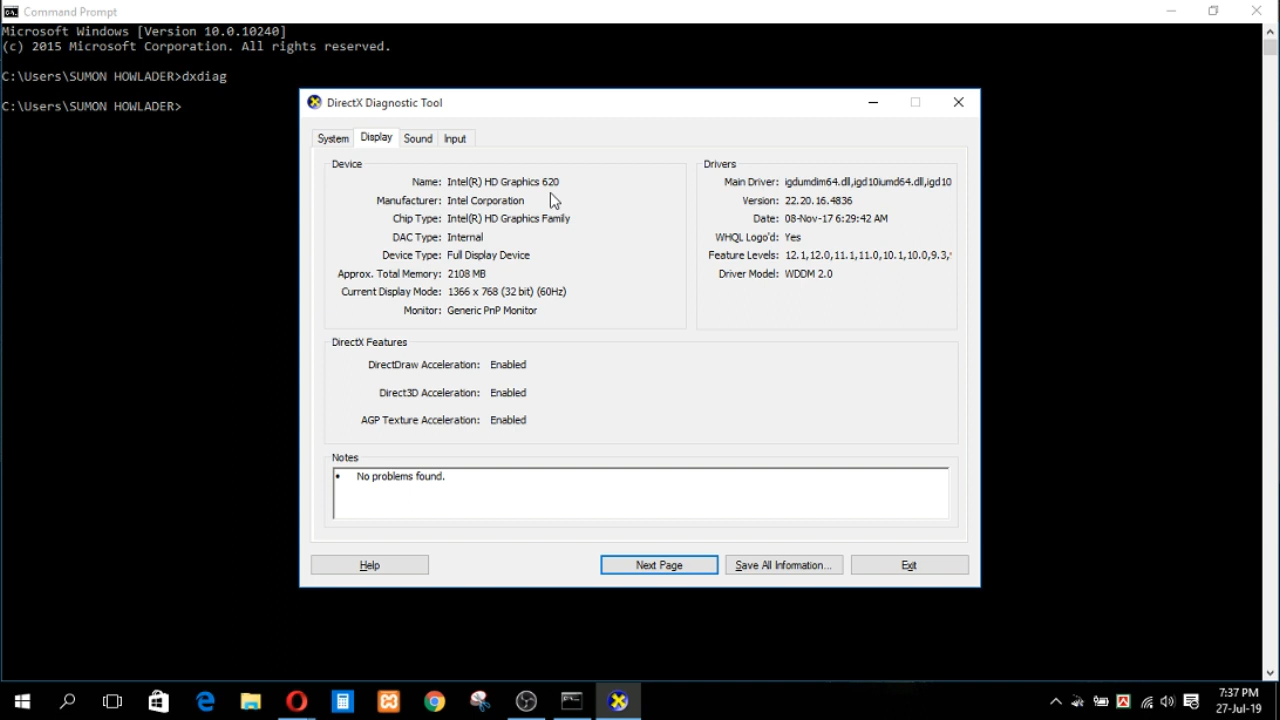 Command Prompt
Microsoft Windows [Version 10.0.10240]
(c) 2015 Microsoft Corporation. All rights reserved.
C:\Users\SUMON HOWLADER>dxdiag
C:\Users\SUMON HOWLADER>
DirectX Diagnostic Tool
System Display Sound Input
Device
Name: Intel(R) HD Graphics 620
Manufacturer: Intel Corporation
Chip Type: Intel(R) HD Graphics Family
DAC Type: Internal
Device Type: Full Display Device
Approx. Total Memory: 2108 MB
Current Display Mode: 1366 x 768 (32 bit) (60Hz)
Monitor: Generic PnP Monitor
Drivers
Main Driver: igdumdim64.dll,igd10iumd64.dll,igd10
Version: 22.20.16.4836
Date: 08-Nov-17 6:29:42 AM
WHQL Logo'd: Yes
Feature Levels: 12.1,12.0,11.1,11.0,10.1,10.0,9.3,
Driver Model: WDDM 2.0
DirectX Features
DirectDraw Acceleration: Enabled
Direct3D Acceleration: Enabled
AGP Texture Acceleration: Enabled
Notes
• No problems found.
Help Next Page Save All Information... Exit
7:37 PM
27-Jul-19